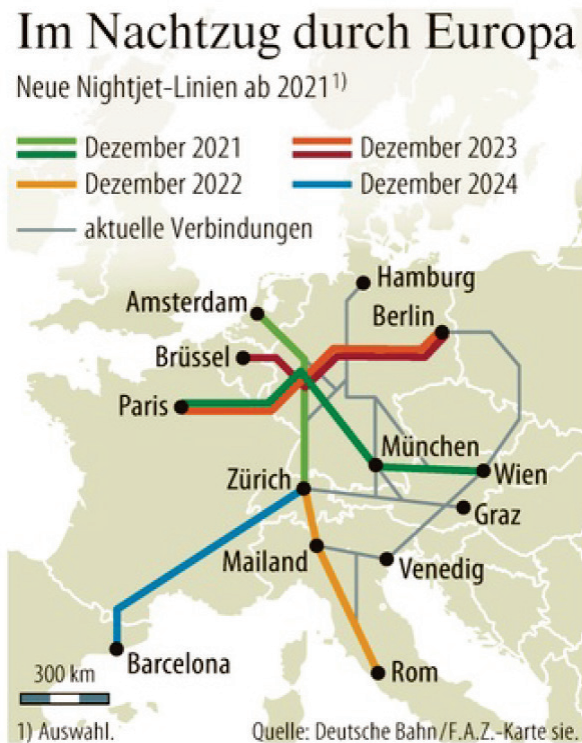 Im Nachtzug durch Europa
Neue Nightjet-Linien ab 2021¹⁾
Dezember 2021
Dezember 2023
Dezember 2022
Dezember 2024
aktuelle Verbindungen
Hamburg
Amsterdam
Berlin
Brüssel
Paris
München
Wien
Zürich
Graz
Mailand
Venedig
Barcelona
Rom
300 km
1) Auswahl.
Quelle: Deutsche Bahn/F.A.Z.-Karte sie.